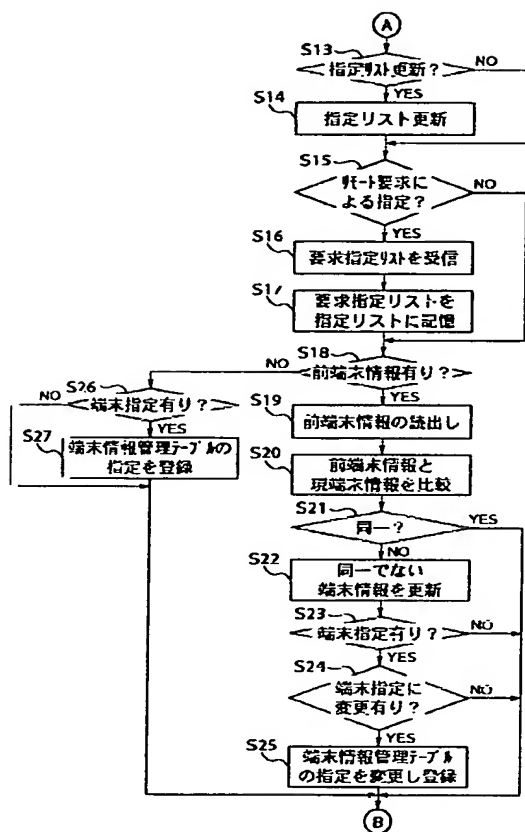 A
S13
指定リスト更新？
NO
YES
S14
指定リスト更新
S15
リモート要求に
よる指定？
NO
YES
S16
要求指定リストを受信
S17
要求指定リストを
指定リストに記憶
S18
前端末情報有り？
NO
YES
S26
端末指定有り？
NO
YES
S27
端末情報管理テーブルの
指定を登録
S19
前端末情報の読出し
S20
前端末情報と
現端末情報を比較
S21
同一？
YES
NO
S22
同一でない
端末情報を更新
S23
端末指定有り？
NO
YES
S24
端末指定に
変更有り？
NO
YES
S25
端末情報管理テーブル
の指定を変更し登録
B